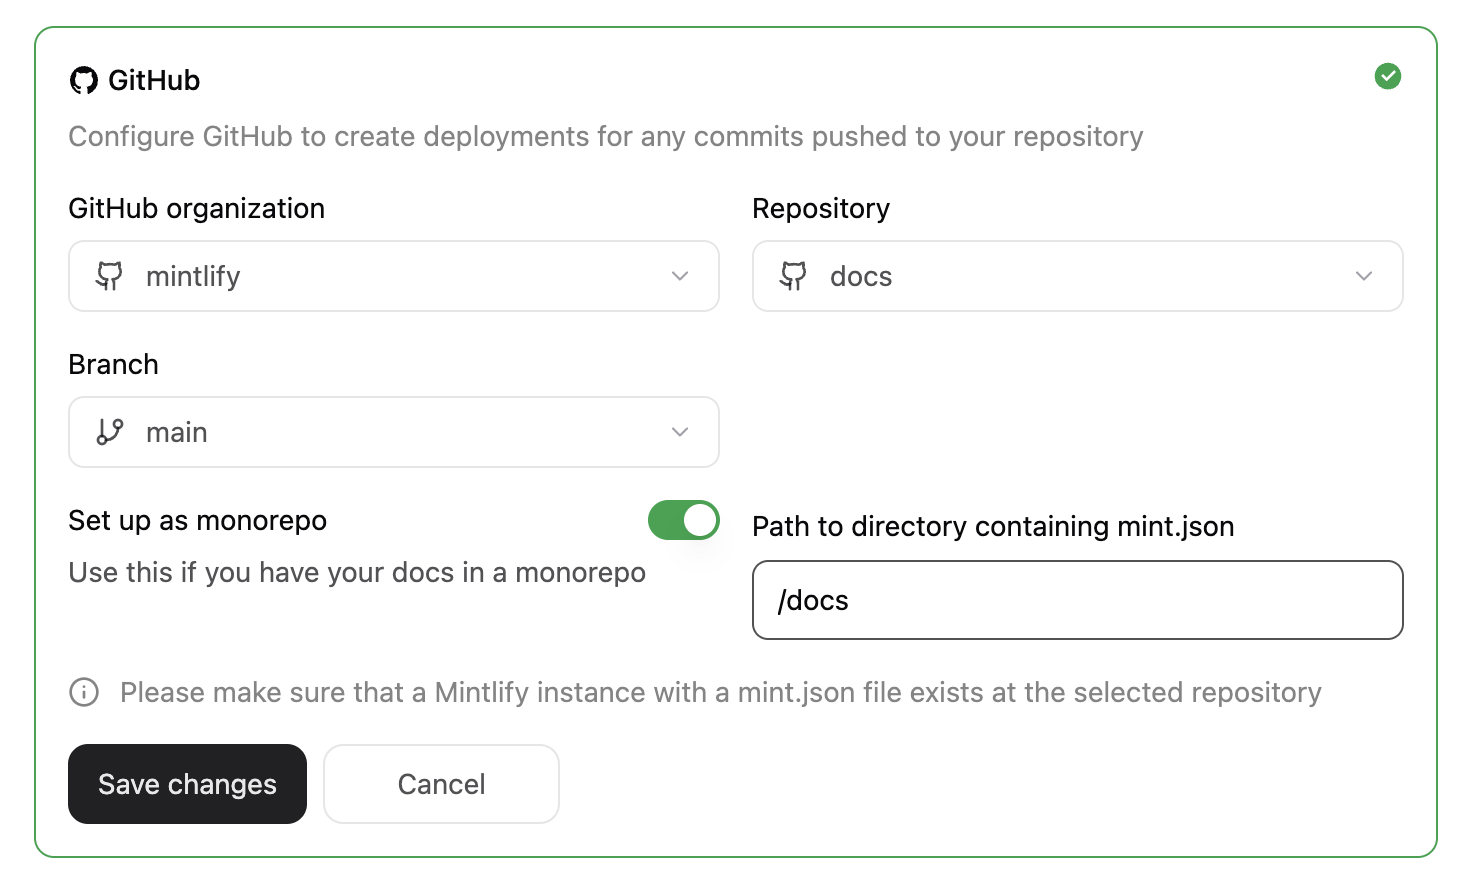 GitHub
Configure GitHub to create deployments for any commits pushed to your repository
GitHub organization
Repository
mintlify
docs
Branch
main
Set up as monorepo
Use this if you have your docs in a monorepo
Path to directory containing mint.json
/docs
Please make sure that a Mintlify instance with a mint.json file exists at the selected repository
Save changes
Cancel